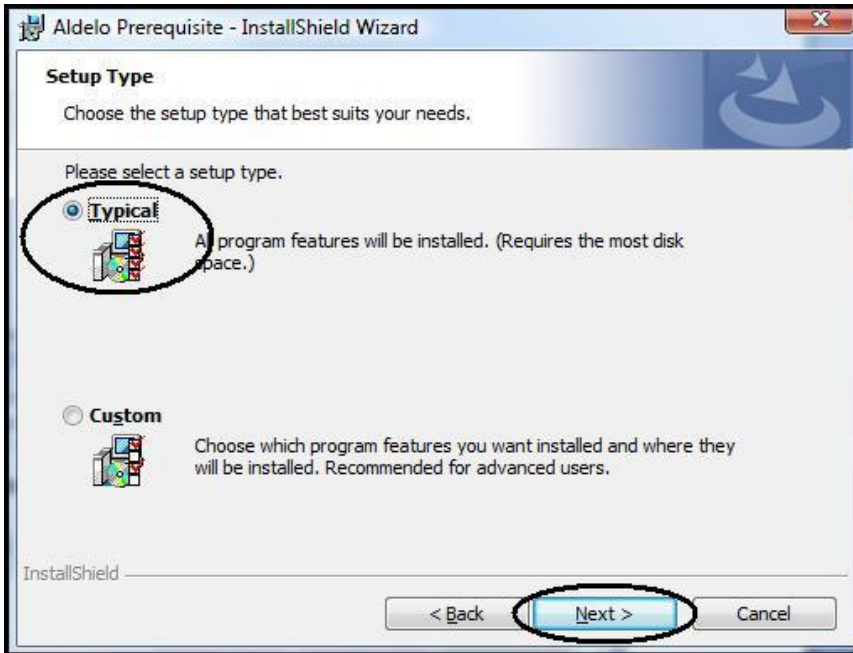 Aldelo Prerequisite - InstallShield Wizard
Setup Type
Choose the setup type that best suits your needs.
Please select a setup type.
Typical
All program features will be installed. (Requires the most disk
space.)
Custom
Choose which program features you want installed and where they
will be installed. Recommended for advanced users.
InstallShield
< Back Next > Cancel